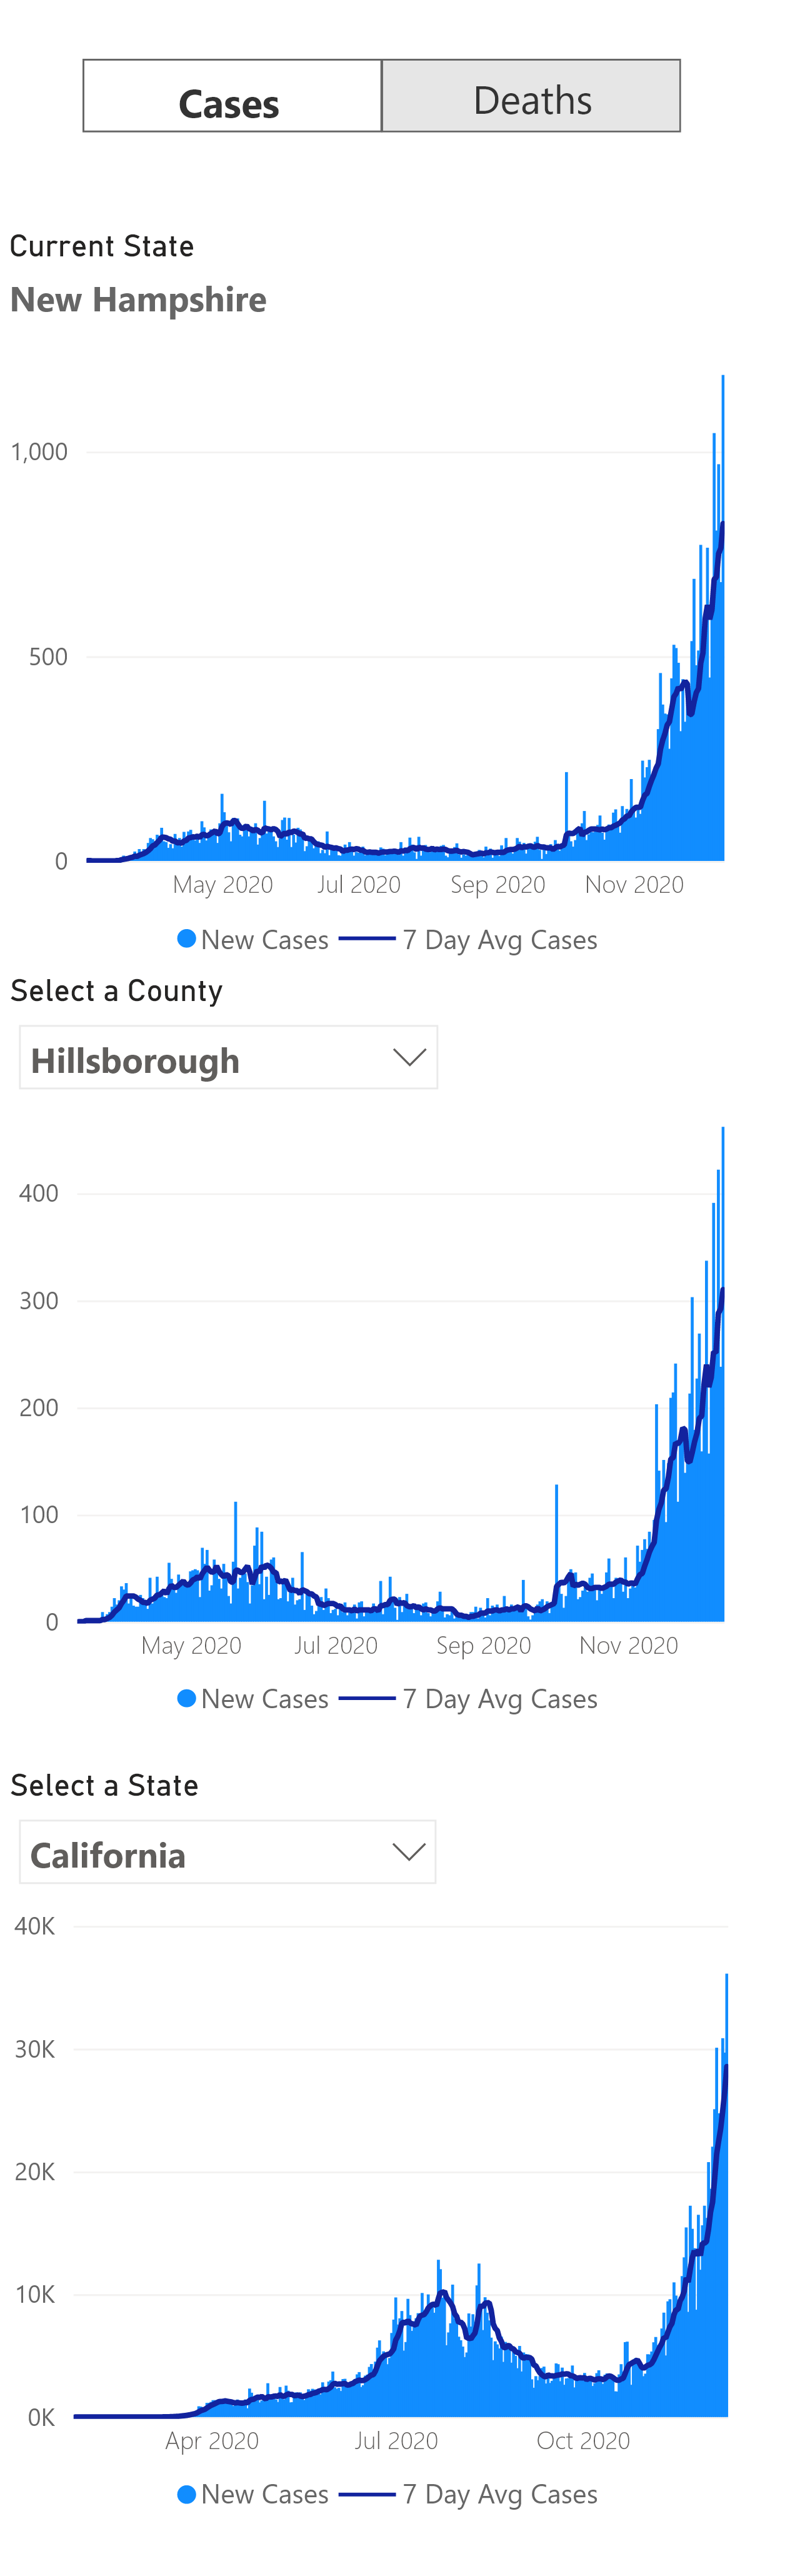 Cases Deaths
Current State
New Hampshire
1,000
500
0
May 2020 Jul 2020 Sep 2020 Nov 2020
New Cases 7 Day Avg Cases
Select a County
Hillsborough
400
300
200
100
0
May 2020 Jul 2020 Sep 2020 Nov 2020
New Cases 7 Day Avg Cases
Select a State
California
40K
30K
20K
10K
0K
Apr 2020 Jul 2020 Oct 2020
New Cases 7 Day Avg Cases